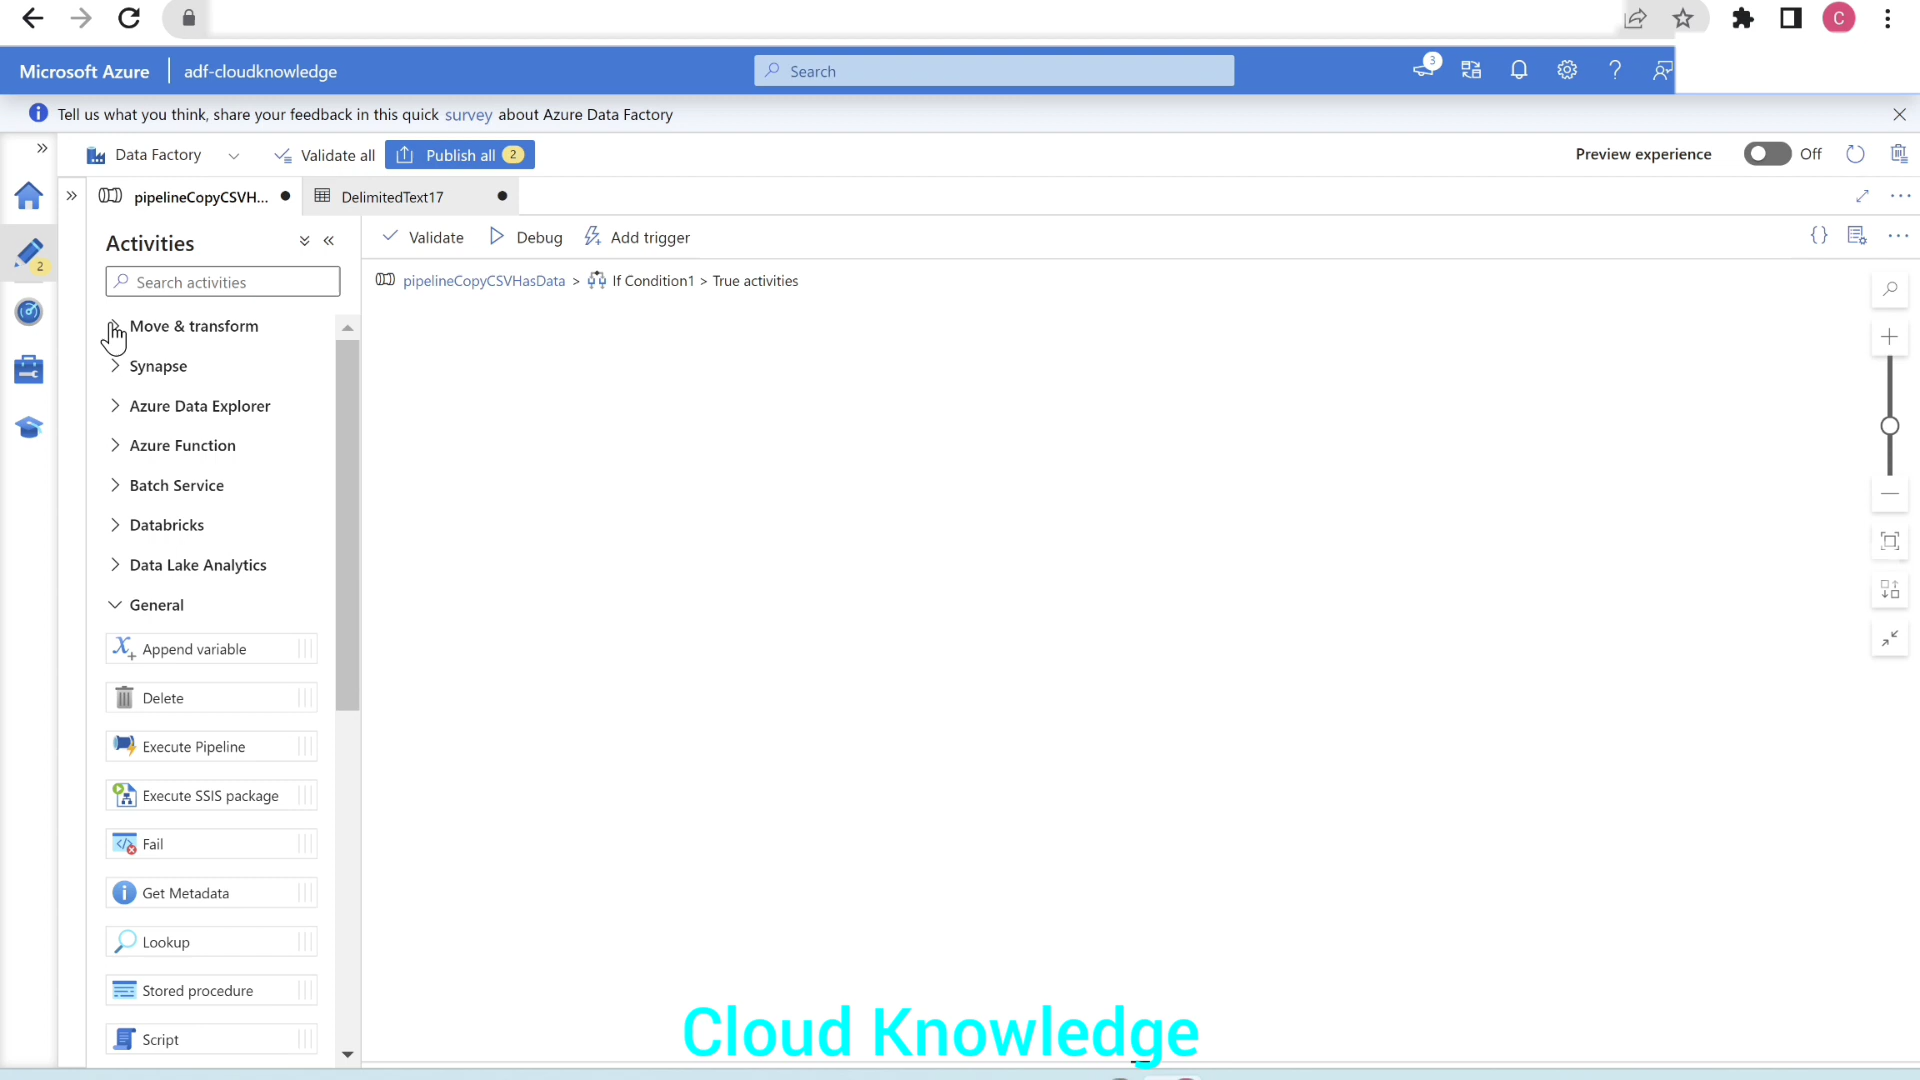 C
Microsoft Azure
adf-cloudknowledge
Search
3
Tell us what you think, share your feedback in this quick survey about Azure Data Factory
Data Factory
Validate all
Publish all 2
Preview experience
Off
2
pipelineCopyCSVH...
DelimitedText17
Activities
Search activities
Validate
Debug
Add trigger
pipelineCopyCSVHasData > If Condition1 > True activities
Move & transform
Synapse
Azure Data Explorer
Azure Function
Batch Service
Databricks
Data Lake Analytics
General
Append variable
Delete
Execute Pipeline
Execute SSIS package
Fail
Get Metadata
Lookup
Stored procedure
Script
Cloud Knowledge